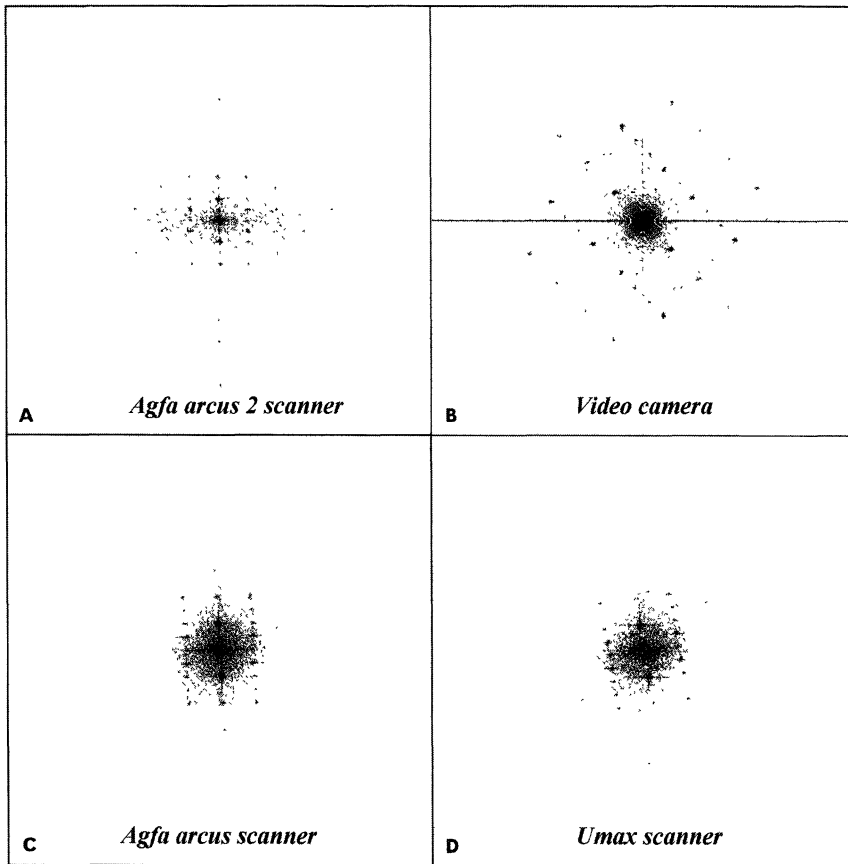 A
Agfa arcus 2 scanner
B
Video camera
C
Agfa arcus scanner
D
Umax scanner